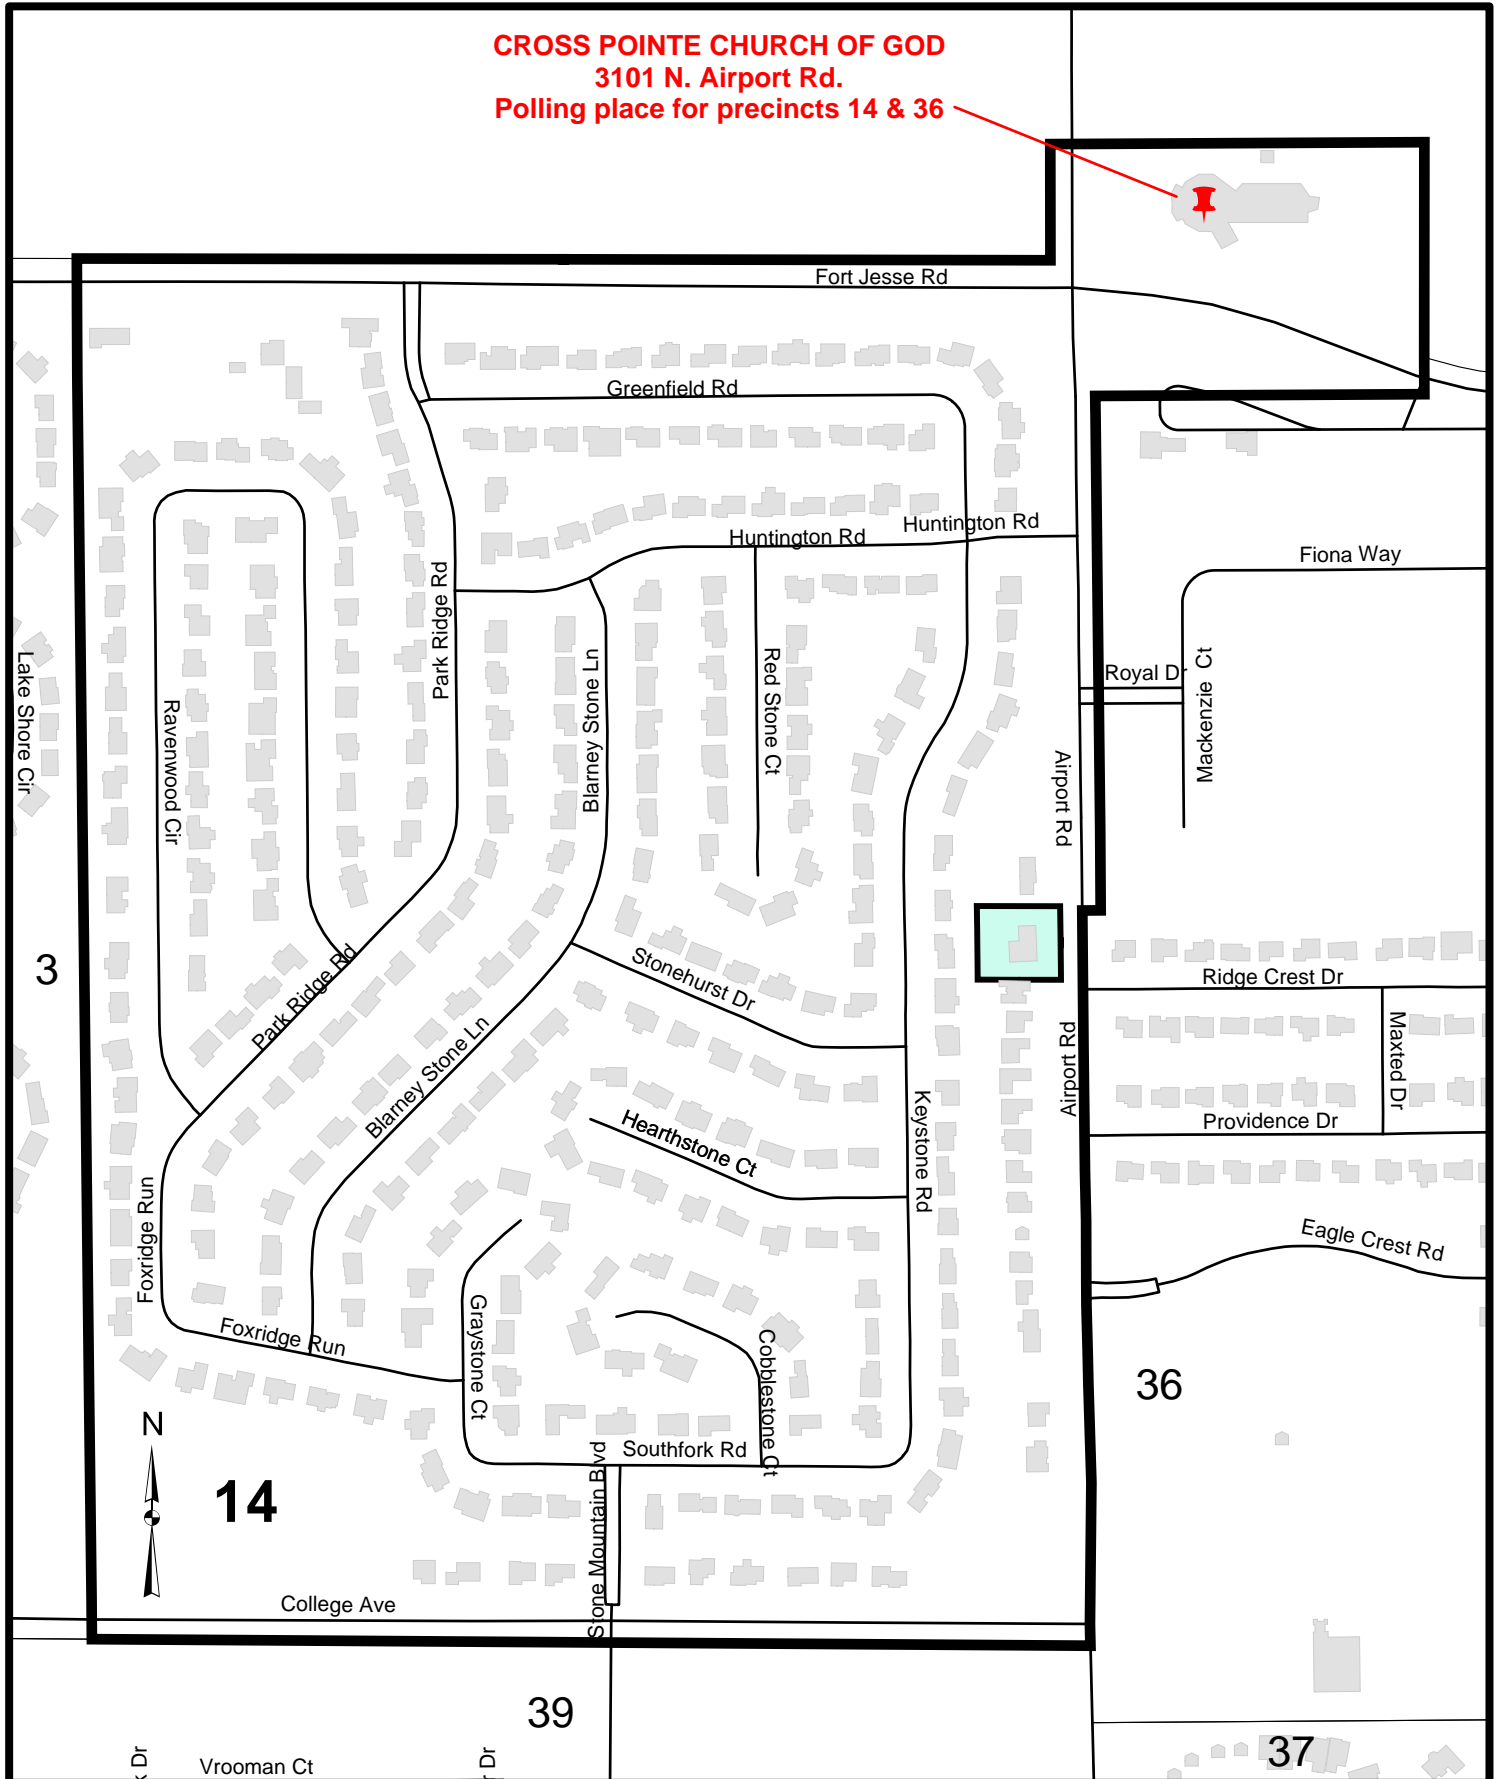 CROSS POINTE CHURCH OF GOD
3101 N. Airport Rd.
Polling place for precincts 14 & 36
Fort Jesse Rd
Greenfield Rd
Huntington Rd
Huntington Rd
Fiona Way
Park Ridge Rd
Lake Shore Cir
Ravenwood Cir
Blarney Stone Ln
Red Stone Ct
Royal Dr
Mackenzie Ct
Airport Rd
3
Park Ridge Rd
Stonehurst Dr
Ridge Crest Dr
Blarney Stone Ln
Airport Rd
Maxted Dr
Hearthstone Ct
Keystone Rd
Providence Dr
Foxridge Run
Eagle Crest Rd
Foxridge Run
Graystone Ct
Cobblestone Ct
36
N
14
Southfork Rd
Stone Mountain Blvd
College Ave
39
37
Dr
Vrooman Ct
Dr